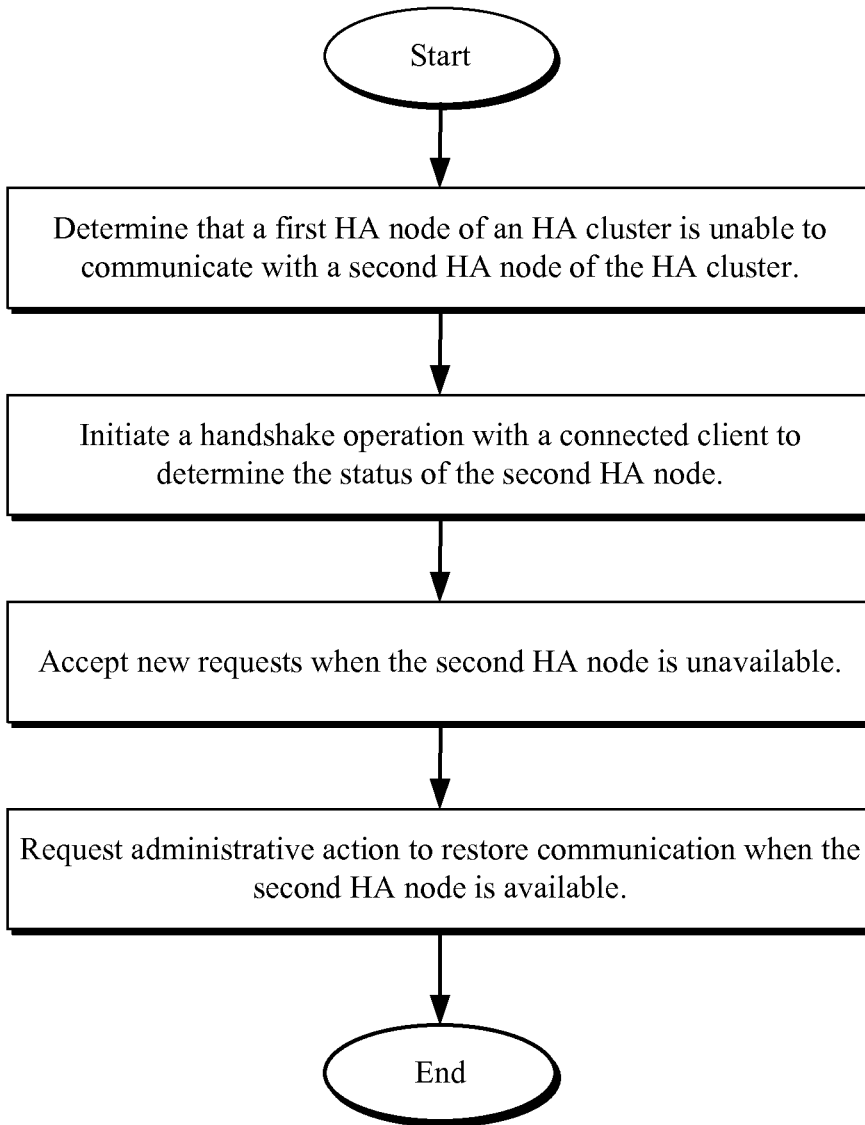 Start
Determine that a first HA node of an HA cluster is unable to
communicate with a second HA node of the HA cluster.
Initiate a handshake operation with a connected client to
determine the status of the second HA node.
Accept new requests when the second HA node is unavailable.
Request administrative action to restore communication when the
second HA node is available.
End